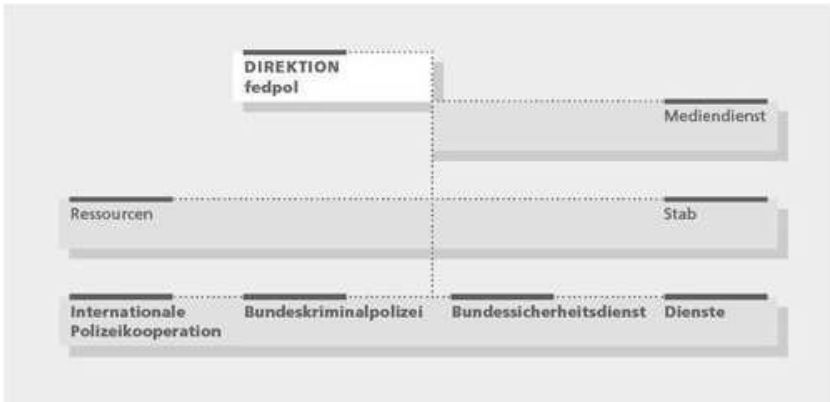 DIREKTION
fedpol
Mediendienst
Ressourcen
Stab
Internationale
Polizeikooperation
Bundeskriminalpolizei
Bundessicherheitsdienst
Dienste